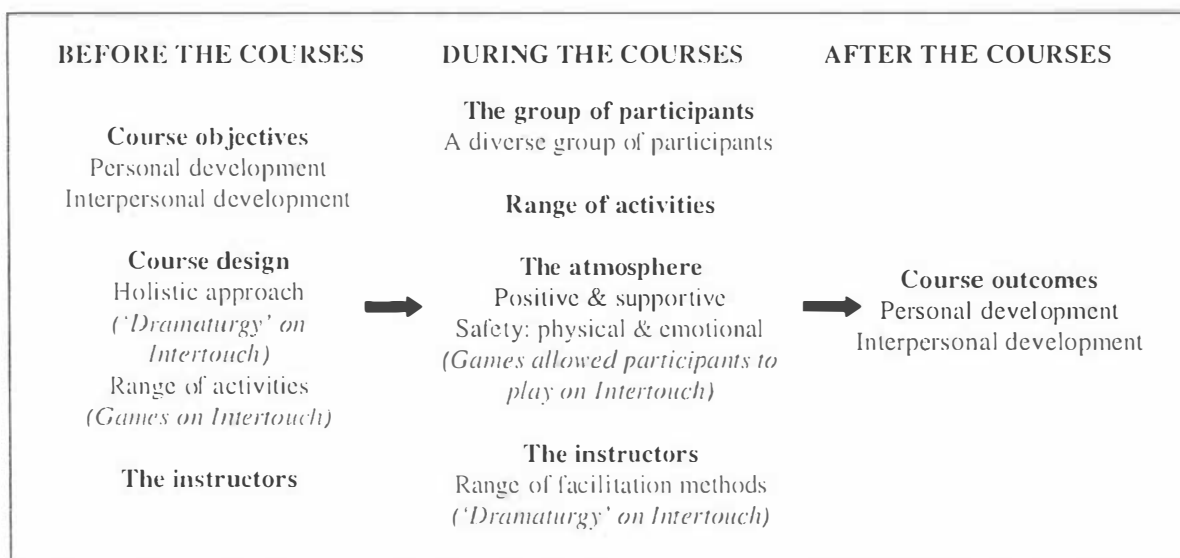 BEFORE THE COURSES
Course objectives
Personal development
Interpersonal development
Course design
Holistic approach
('Dramaturgy' on
Intertouch)
Range of activities
(Games on Intertouch)
The instructors
DURING THE COURSES
The group of participants
A diverse group of participants
Range of activities
The atmosphere
Positive & supportive
Safety: physical & emotional
(Games allowed participants to
play on Intertouch)
The instructors
Range of facilitation methods
('Dramaturgy' on Intertouch)
AFTER THE COURSES
Course outcomes
Personal development
Interpersonal development